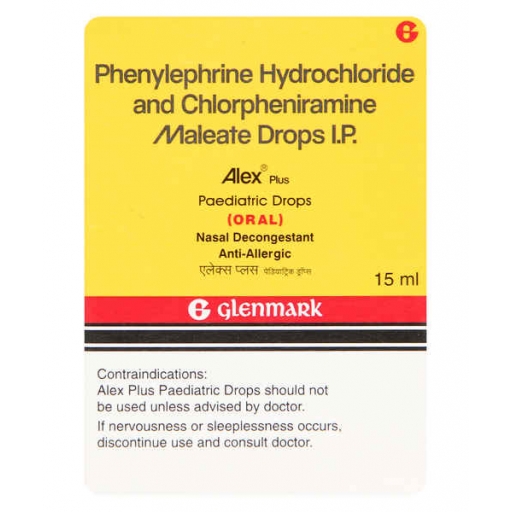 Phenylephrine Hydrochloride
and Chlorpheniramine
Maleate Drops I.P.
Alex® Plus
Paediatric Drops
(ORAL)
Nasal Decongestant
Anti-Allergic
एलेक्स प्लस पेडियाट्रिक ड्रॉप्स
15 ml
Glenmark
Contraindications:
Alex Plus Paediatric Drops should not
be used unless advised by doctor.
If nervousness or sleeplessness occurs,
discontinue use and consult doctor.